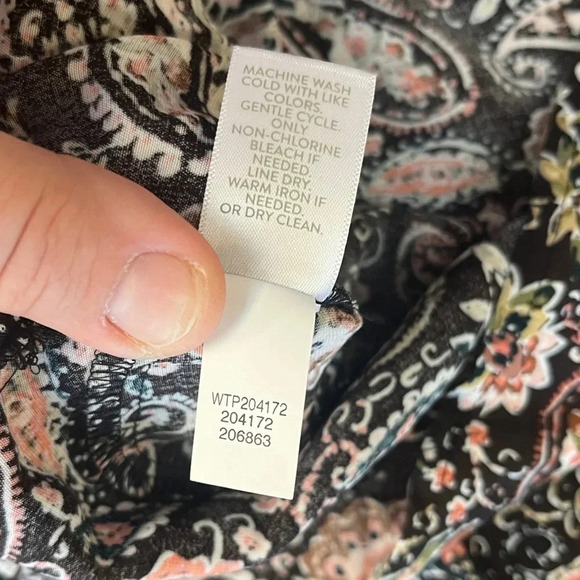 MACHINE WASH
COLD WITH LIKE
COLORS.
GENTLE CYCLE.
ONLY
NON-CHLORINE
BLEACH IF
NEEDED.
LINE DRY.
WARM IRON IF
NEEDED.
OR DRY CLEAN.
WTP204172
204172
206863